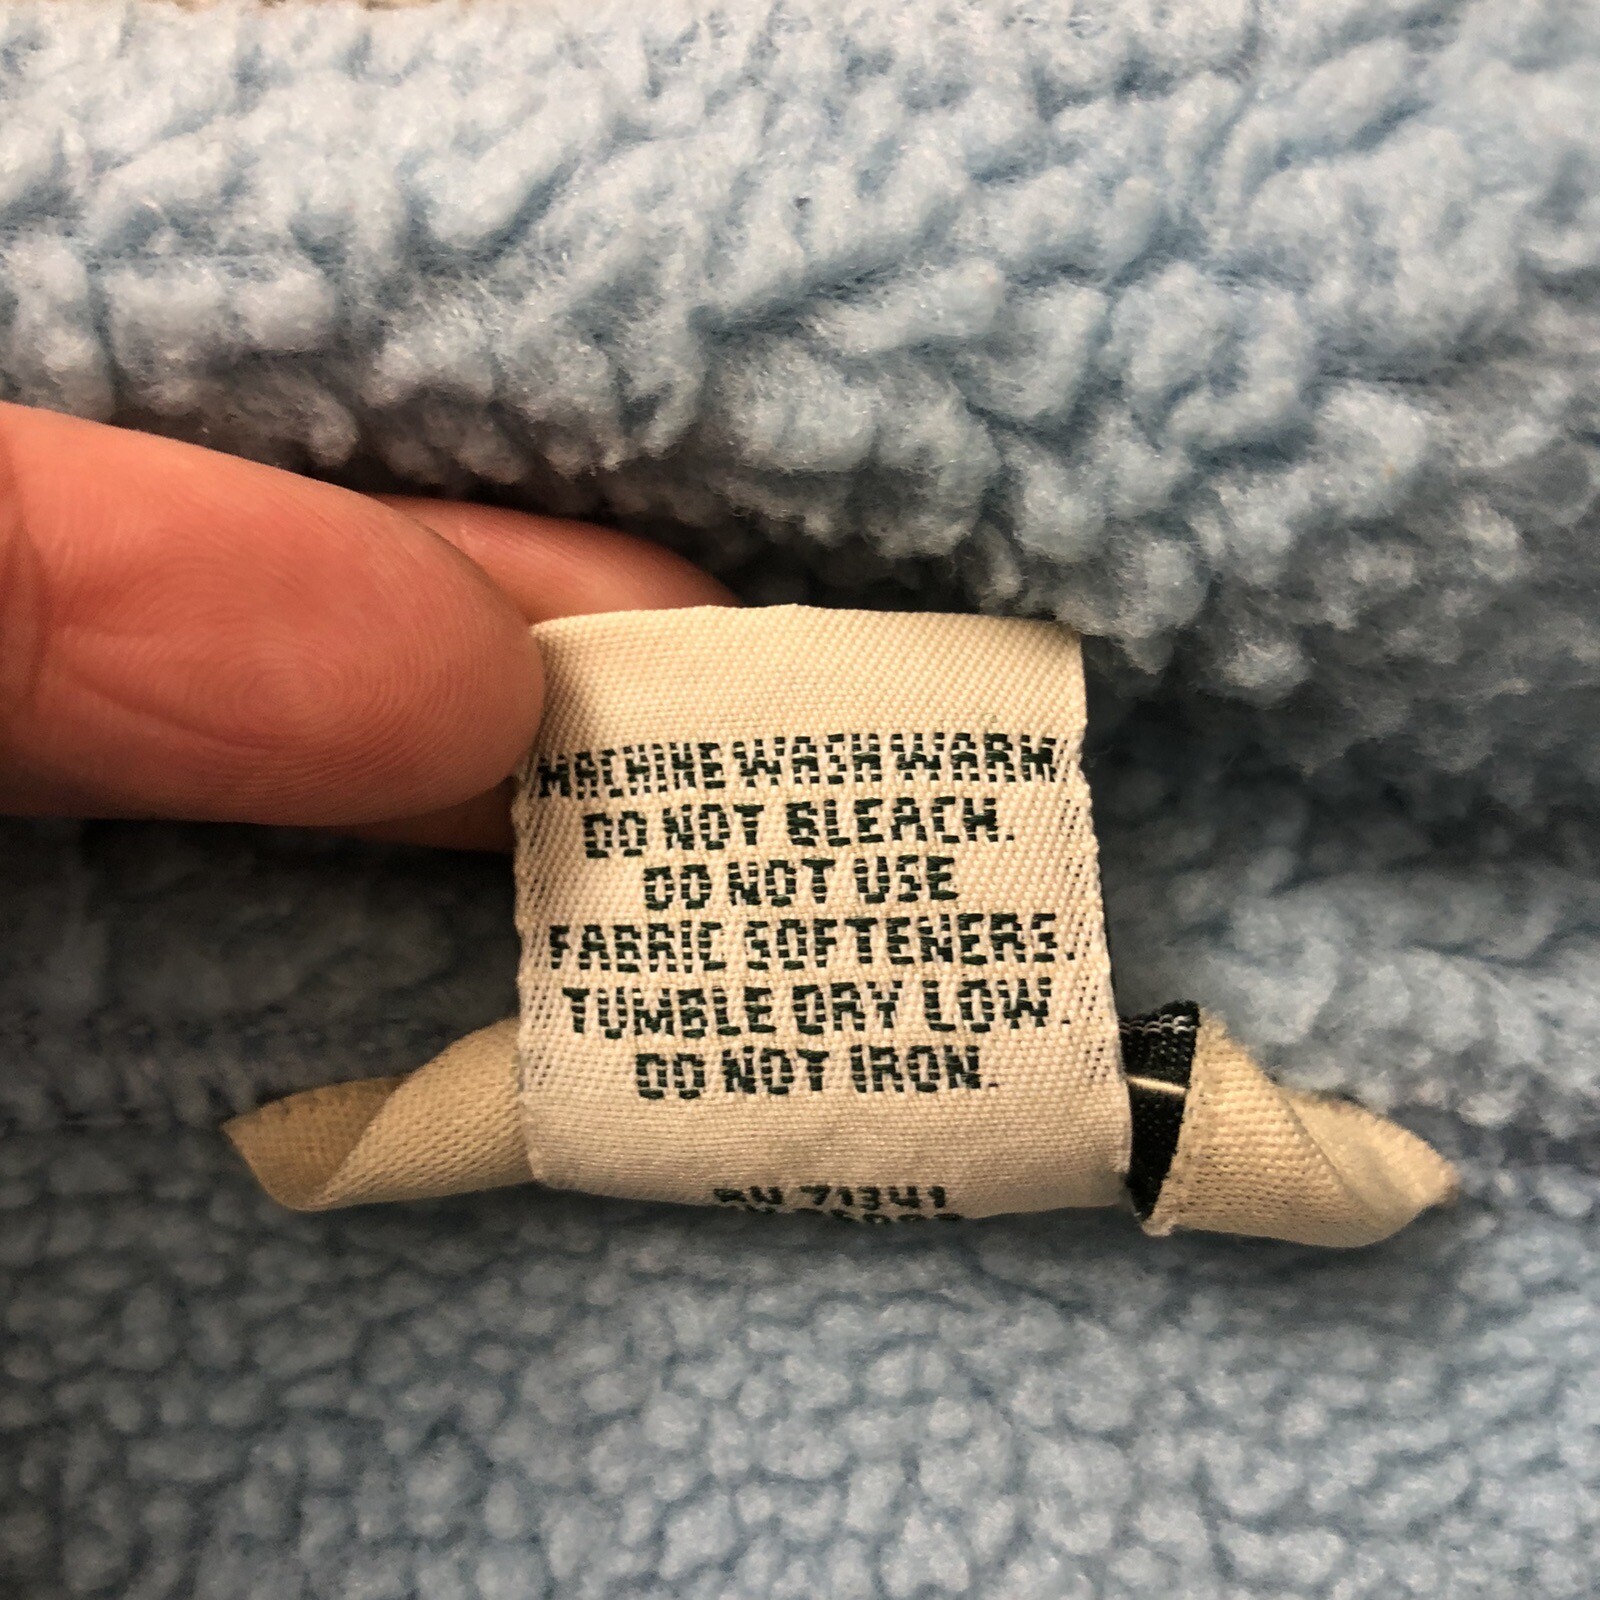 MACHINE WASH WARM
DO NOT BLEACH.
DO NOT USE
FABRIC SOFTENERS.
TUMBLE DRY LOW.
DO NOT IRON.
RN 71341